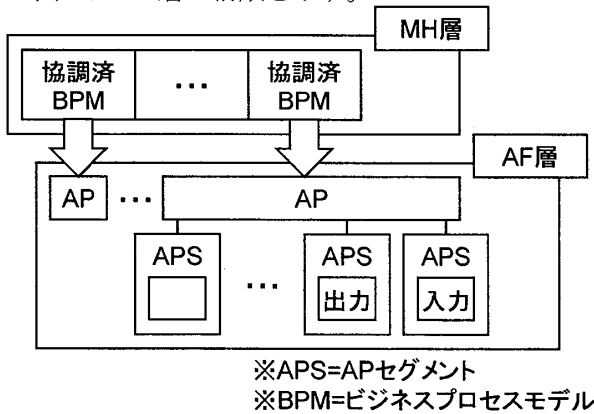 MH層
協調済
BPM
…
協調済
BPM
AF層
AP
…
AP
APS
…
APS
出力
APS
入力
※APS=APセグメント
※BPM=ビジネスプロセスモデル